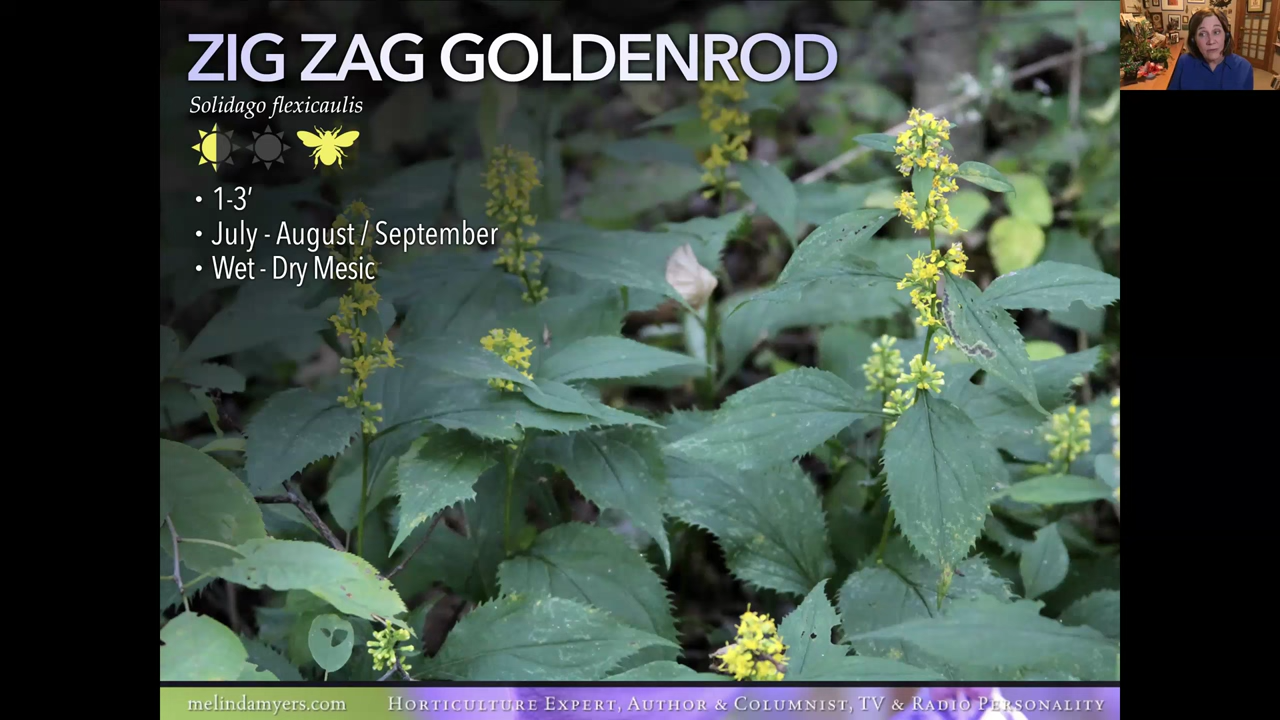 ZIG ZAG GOLDENROD
Solidago flexicaulis
• 1-3'
• July - August / September
• Wet - Dry Mesic
melindamyers.com Horticulture Expert, Author & Columnist, TV & Radio Personality